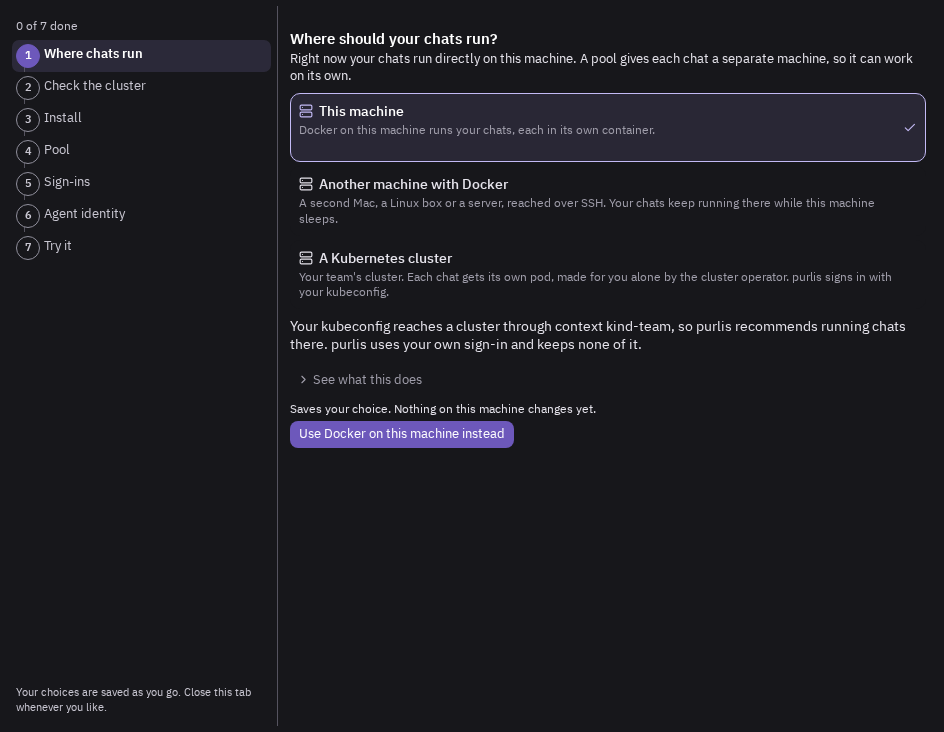 0 of 7 done
1 Where chats run
2 Check the cluster
3 Install
4 Pool
5 Sign-ins
6 Agent identity
7 Try it
Your choices are saved as you go. Close this tab
whenever you like.
Where should your chats run?
Right now your chats run directly on this machine. A pool gives each chat a separate machine, so it can work
on its own.
This machine
Docker on this machine runs your chats, each in its own container.
Another machine with Docker
A second Mac, a Linux box or a server, reached over SSH. Your chats keep running there while this machine
sleeps.
A Kubernetes cluster
Your team's cluster. Each chat gets its own pod, made for you alone by the cluster operator. purlis signs in with
your kubeconfig.
Your kubeconfig reaches a cluster through context kind-team, so purlis recommends running chats
there. purlis uses your own sign-in and keeps none of it.
See what this does
Saves your choice. Nothing on this machine changes yet.
Use Docker on this machine instead